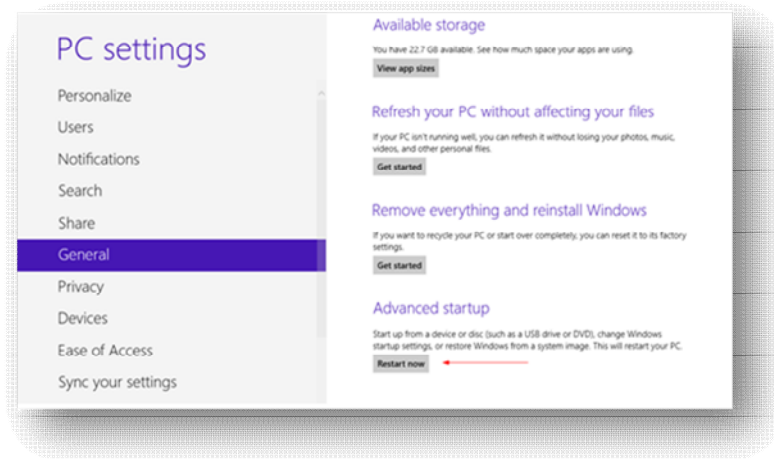 PC settings
Personalize
Users
Notifications
Search
Share
General
Privacy
Devices
Ease of Access
Sync your settings
Available storage
You have 22.7 GB available. See how much space your apps are using.
View app sizes
Refresh your PC without affecting your files
If your PC isn't running well, you can refresh it without losing your photos, music,
videos, and other personal files.
Get started
Remove everything and reinstall Windows
If you want to recycle your PC or start over completely, you can reset it to its factory
settings.
Get started
Advanced startup
Start up from a device or disc (such as a USB drive or DVD), change Windows
startup settings, or restore Windows from a system image. This will restart your PC.
Restart now